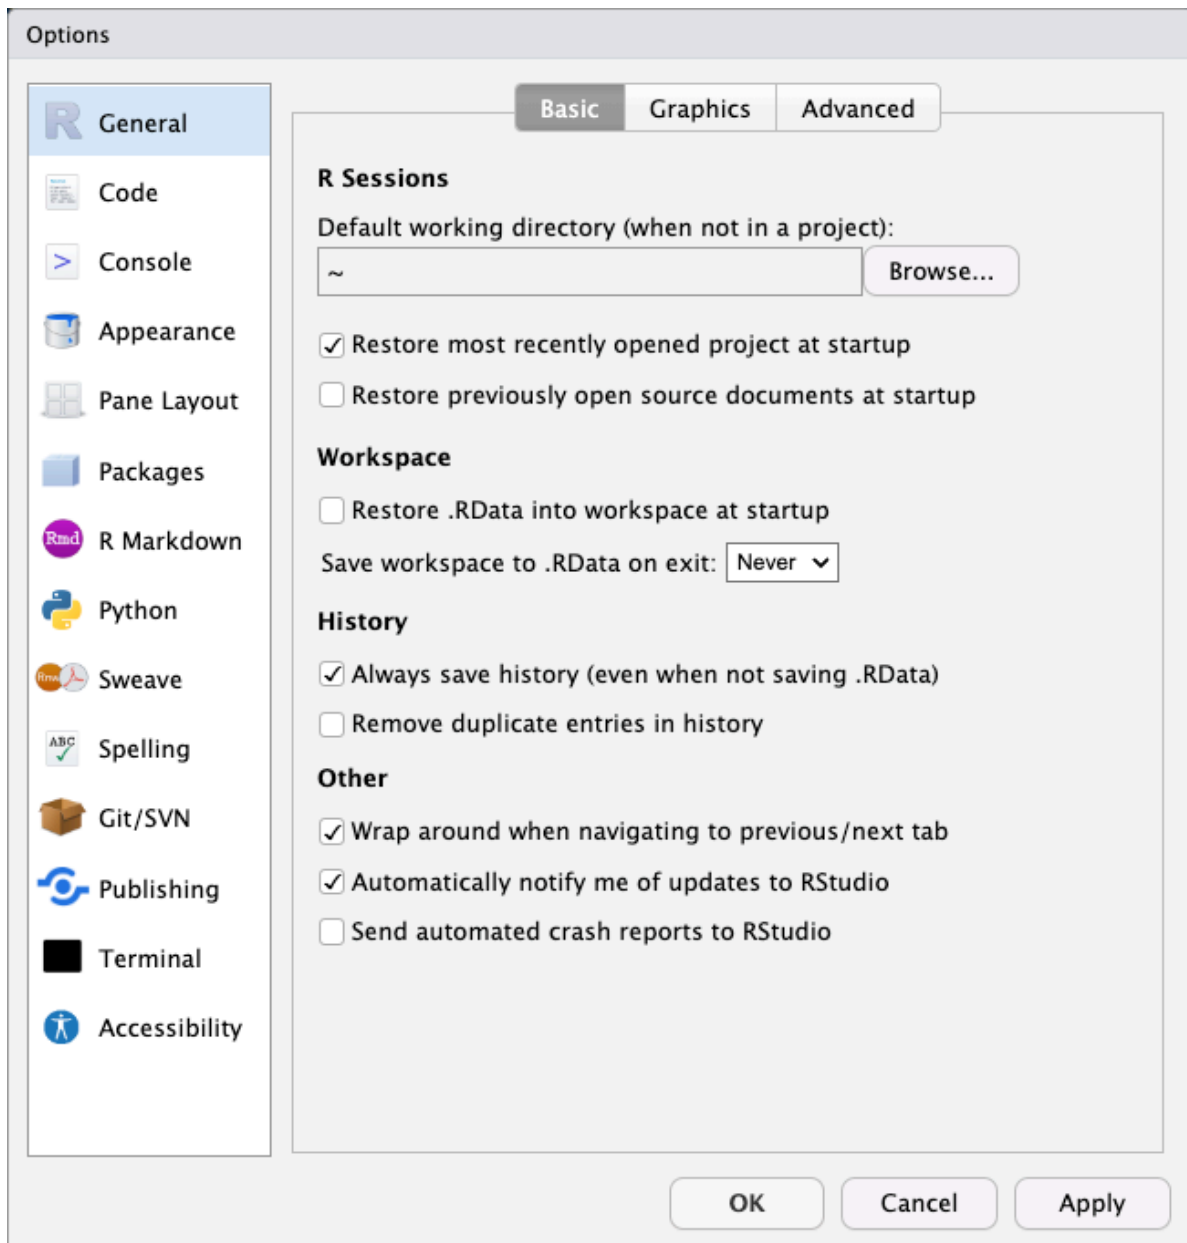 Options
General
Code
Console
Appearance
Pane Layout
Packages
Rmd R Markdown
Python
Rnw Sweave
ABC Spelling
Git/SVN
Publishing
Terminal
Accessibility
Basic Graphics Advanced
R Sessions
Default working directory (when not in a project):
~ Browse...
Restore most recently opened project at startup
Restore previously open source documents at startup
Workspace
Restore .RData into workspace at startup
Save workspace to .RData on exit: Never
History
Always save history (even when not saving .RData)
Remove duplicate entries in history
Other
Wrap around when navigating to previous/next tab
Automatically notify me of updates to RStudio
Send automated crash reports to RStudio
OK Cancel Apply